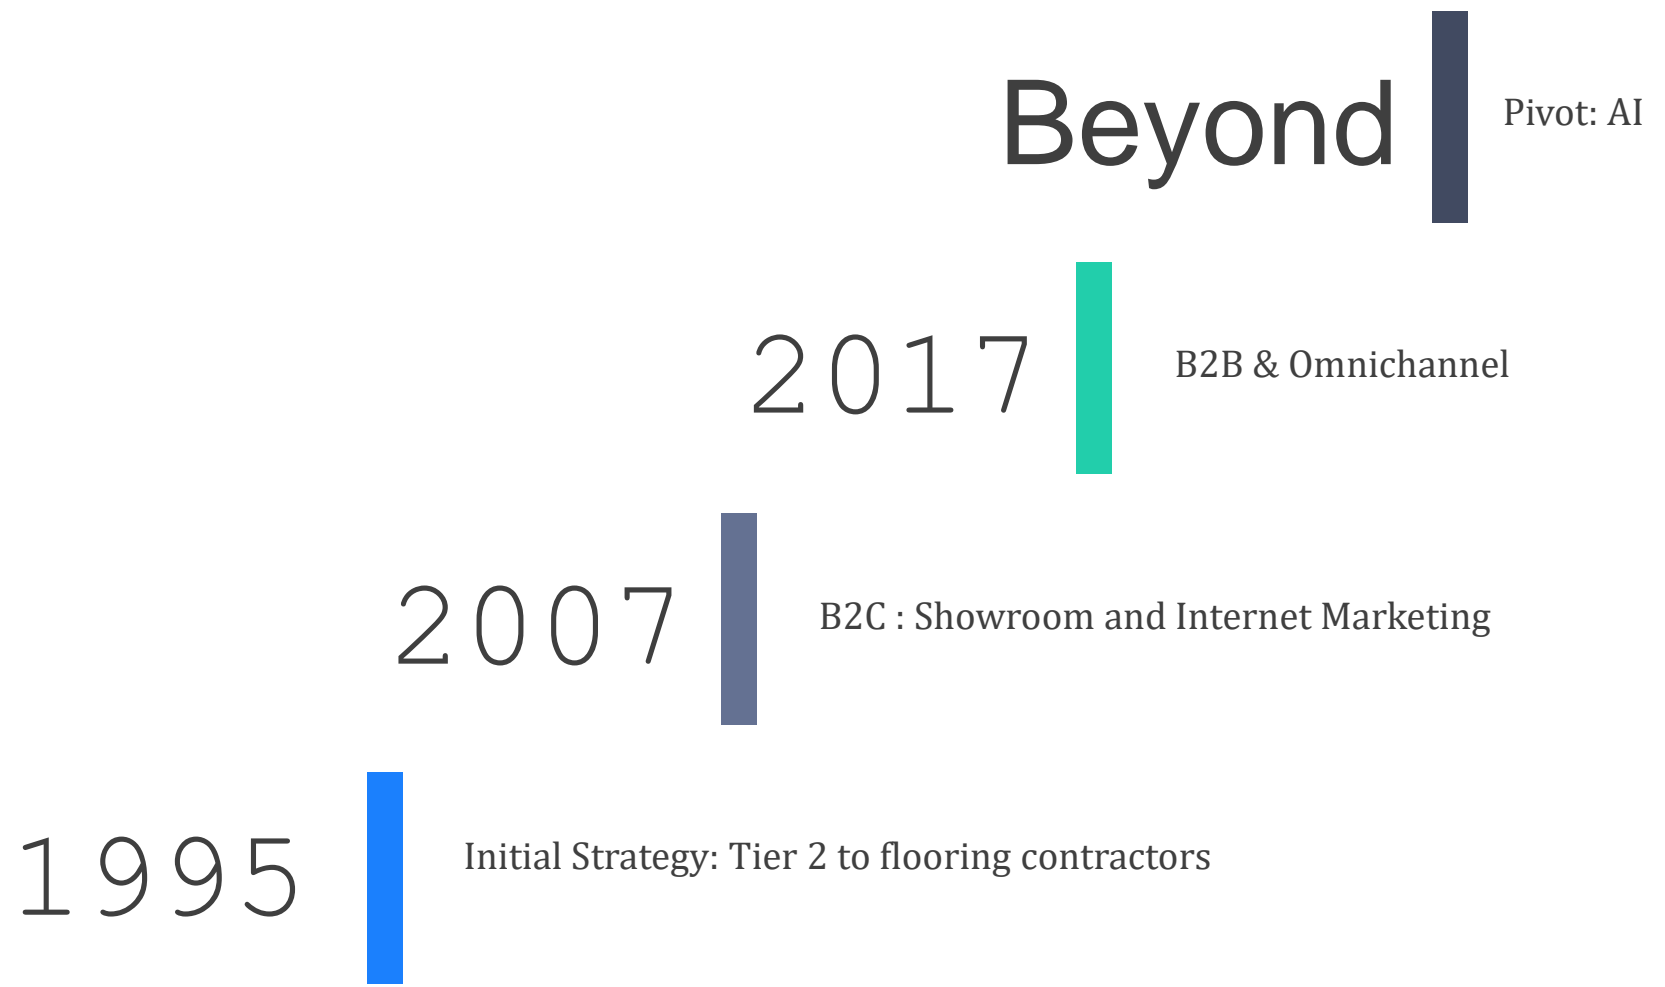 Beyond
Pivot: AI
2017
B2B & Omnichannel
2007
B2C : Showroom and Internet Marketing
1995
Initial Strategy: Tier 2 to flooring contractors